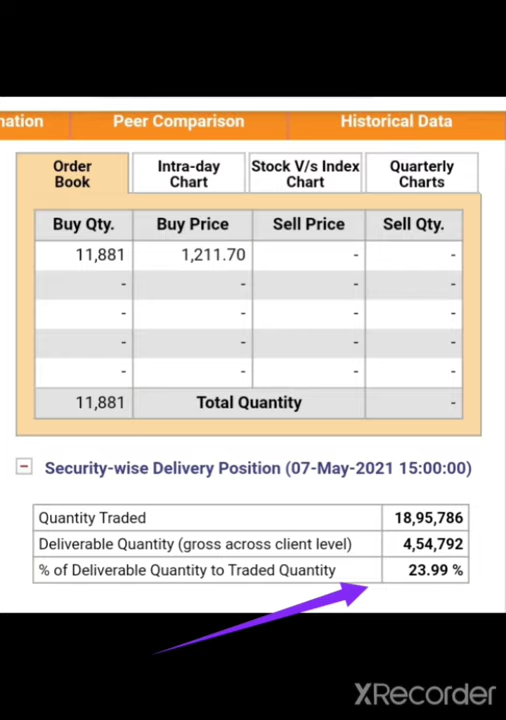 nation Peer Comparison Historical Data
Order Book Intra-day Chart Stock V/s Index Chart Quarterly Charts
Buy Qty. Buy Price Sell Price Sell Qty.
11,881 1,211.70 - -
- - - -
- - - -
- - - -
- - - -
11,881 Total Quantity -
Security-wise Delivery Position (07-May-2021 15:00:00)
Quantity Traded 18,95,786
Deliverable Quantity (gross across client level) 4,54,792
% of Deliverable Quantity to Traded Quantity 23.99 %
XRecorder